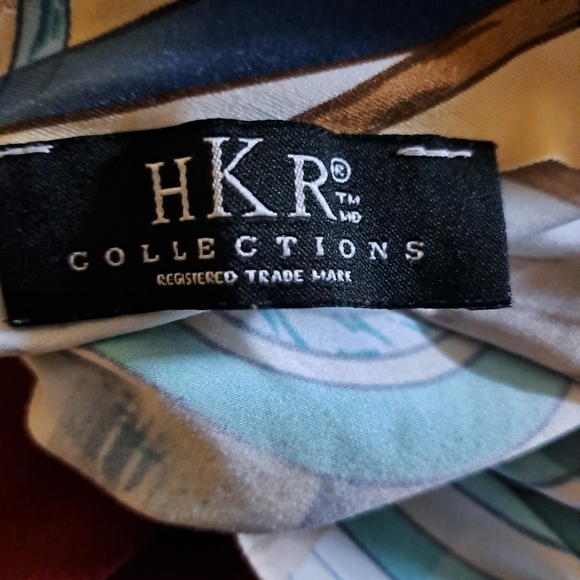 HKR®
TM
MD
COLLECTIONS
REGISTERED TRADE MARK